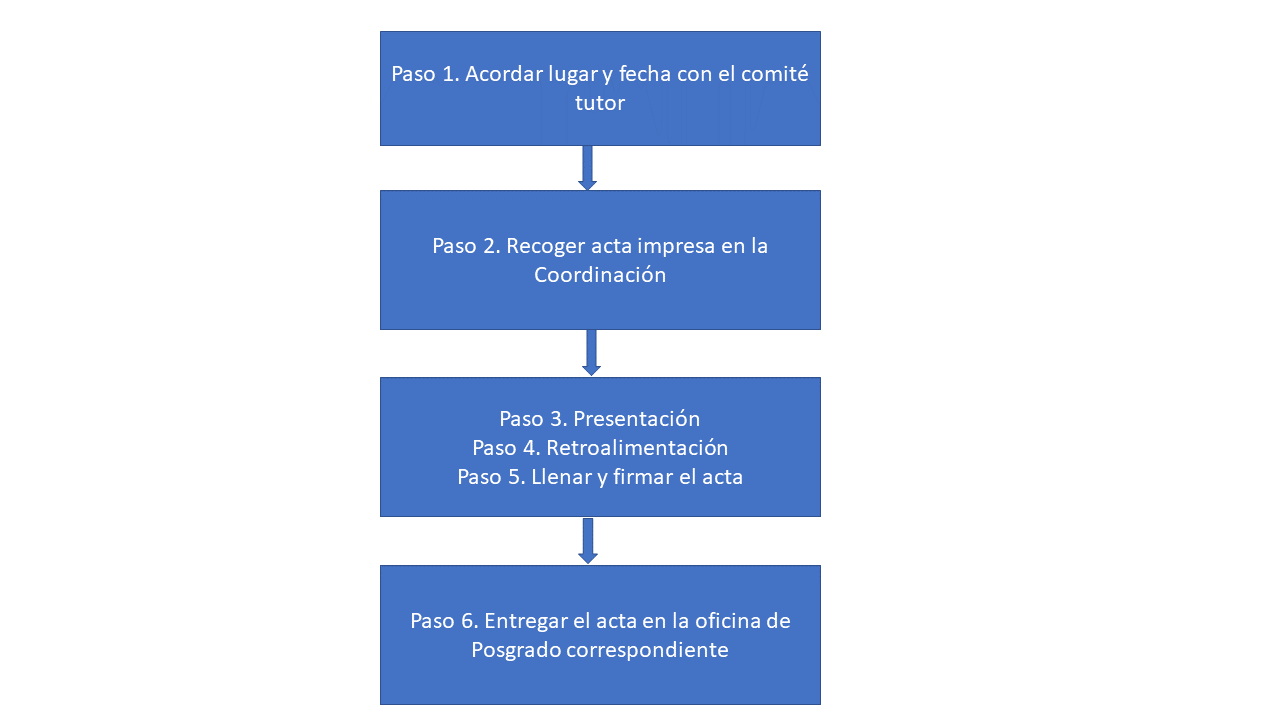 Paso 1. Acordar lugar y fecha con el comité
tutor
Paso 2. Recoger acta impresa en la
Coordinación
Paso 3. Presentación
Paso 4. Retroalimentación
Paso 5. Llenar y firmar el acta
Paso 6. Entregar el acta en la oficina de
Posgrado correspondiente